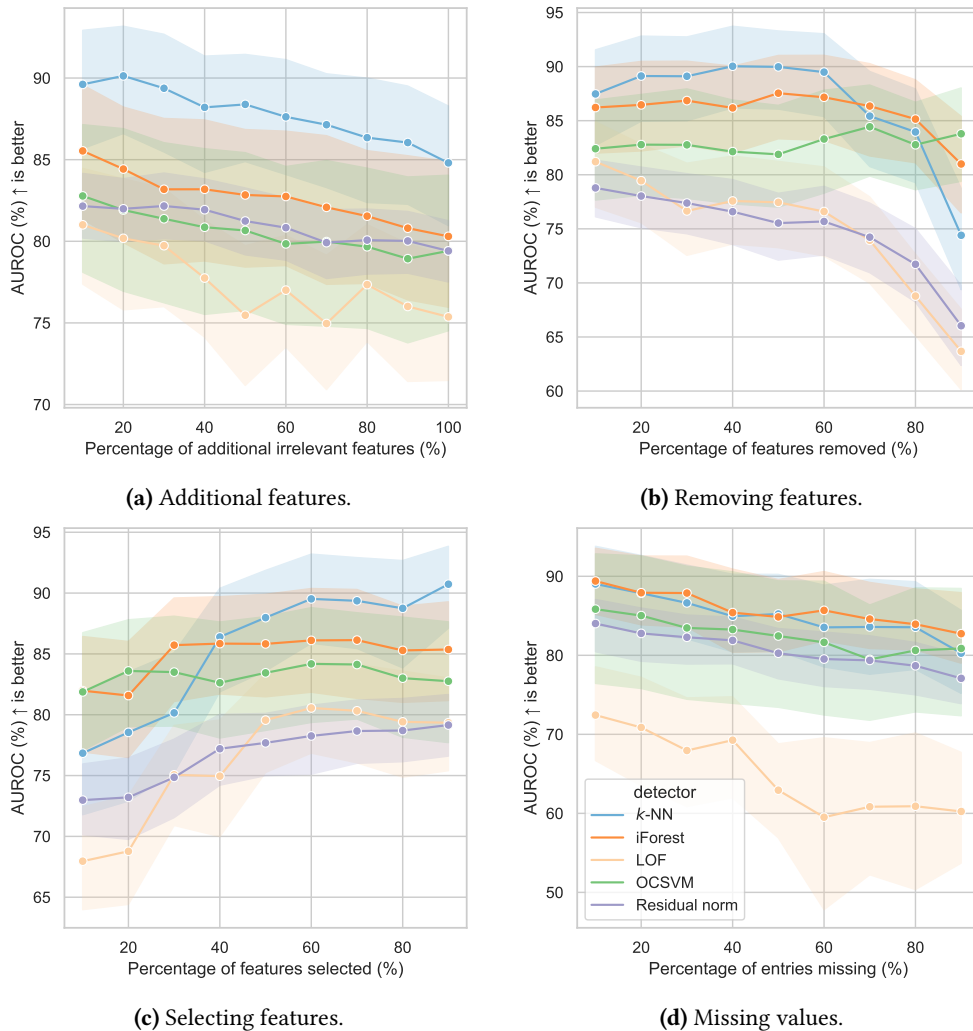 90
85
80
75
70
AUROC (%) ↑ is better
20
40
60
80
100
Percentage of additional irrelevant features (%)
(a) Additional features.
95
90
85
80
75
70
65
60
AUROC (%) ↑ is better
20
40
60
80
Percentage of features removed (%)
(b) Removing features.
95
90
85
80
75
70
65
AUROC (%) ↑ is better
20
40
60
80
Percentage of features selected (%)
(c) Selecting features.
90
80
70
60
50
AUROC (%) ↑ is better
detector
k-NN
iForest
LOF
OCSVM
Residual norm
20
40
60
80
Percentage of entries missing (%)
(d) Missing values.